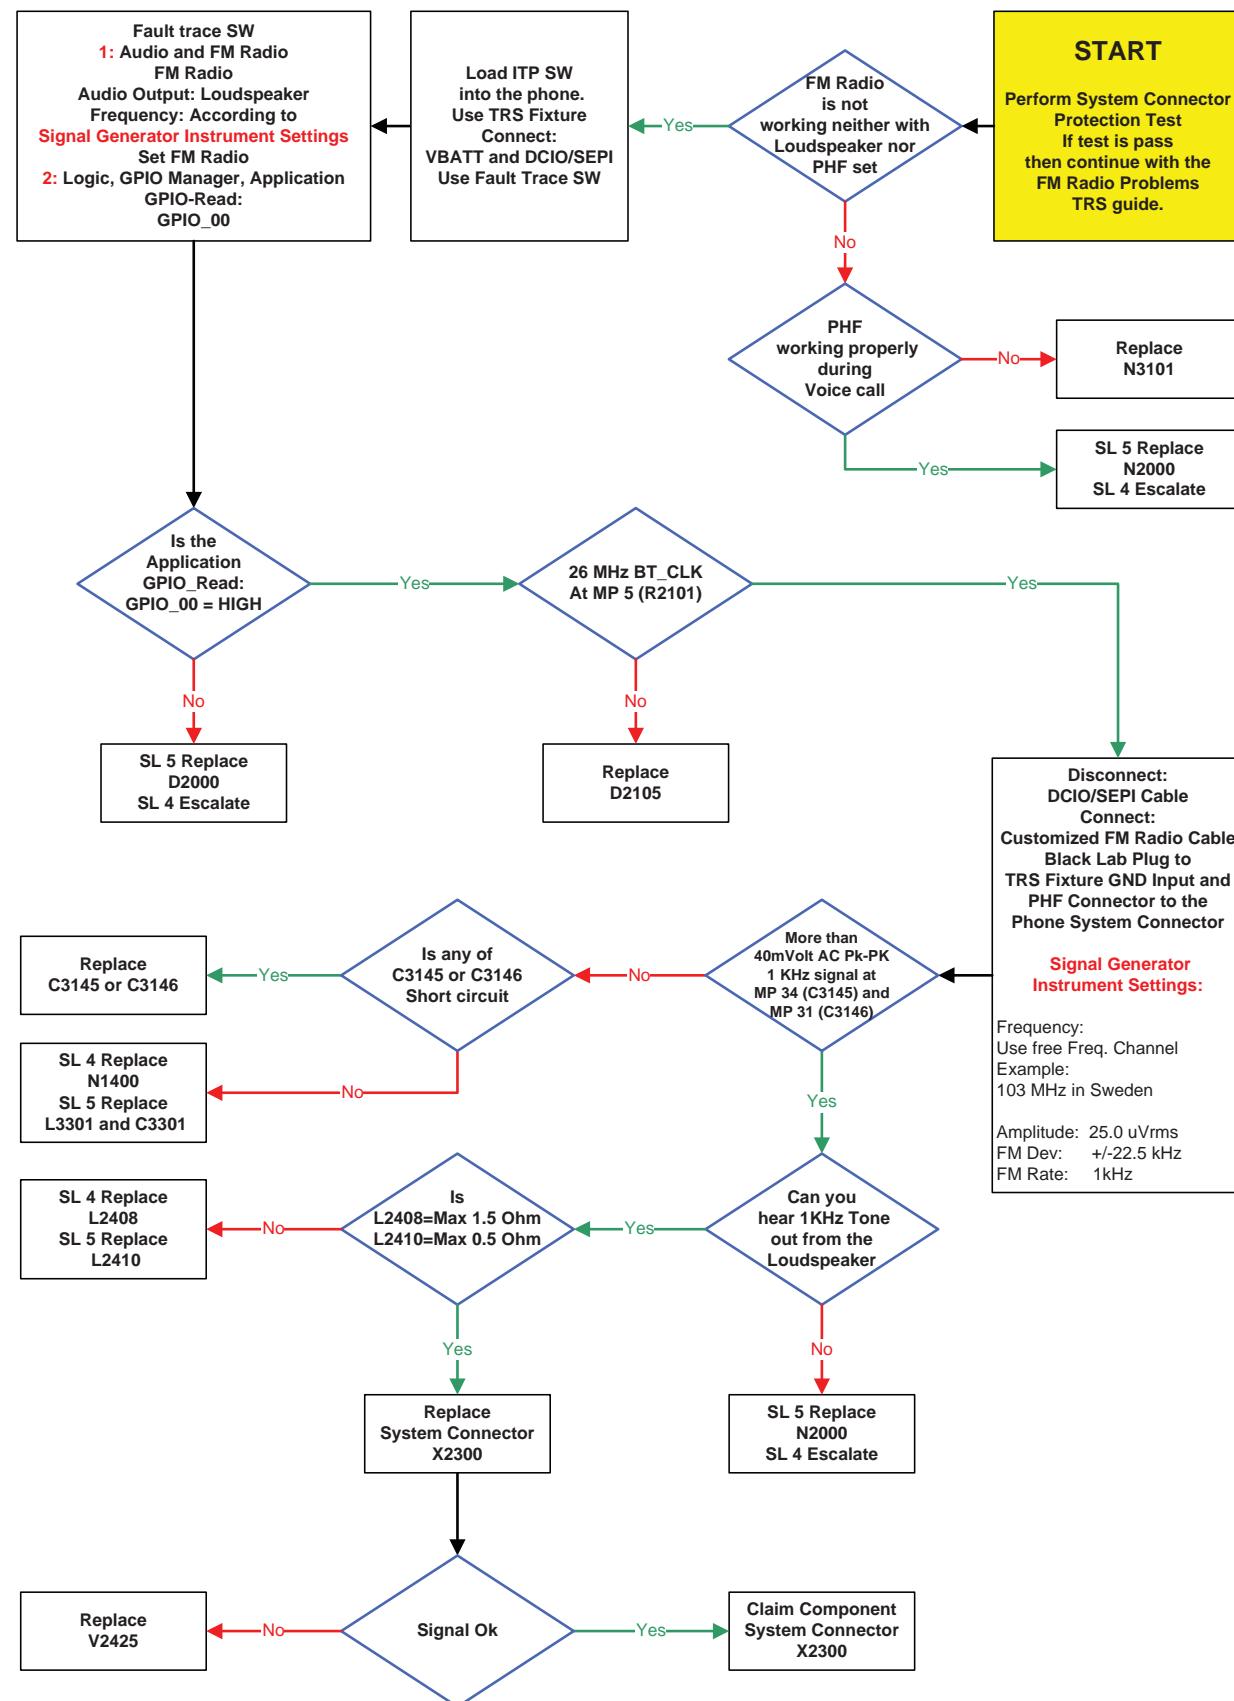 START
Perform System Connector
Protection Test
If test is pass
then continue with the
FM Radio Problems
TRS guide.
FM Radio
is not
working neither with
Loudspeaker nor
PHF set
Yes
No
Load ITP SW
into the phone.
Use TRS Fixture
Connect:
VBATT and DCIO/SEPI
Use Fault Trace SW
Fault trace SW
1: Audio and FM Radio
FM Radio
Audio Output: Loudspeaker
Frequency: According to
Signal Generator Instrument Settings
Set FM Radio
2: Logic, GPIO Manager, Application
GPIO-Read:
GPIO_00
PHF
working properly
during
Voice call
No
Replace
N3101
Yes
SL 5 Replace
N2000
SL 4 Escalate
Is the
Application
GPIO_Read:
GPIO_00 = HIGH
Yes
No
SL 5 Replace
D2000
SL 4 Escalate
26 MHz BT_CLK
At MP 5 (R2101)
Yes
No
Replace
D2105
Disconnect:
DCIO/SEPI Cable
Connect:
Customized FM Radio Cable
Black Lab Plug to
TRS Fixture GND Input and
PHF Connector to the
Phone System Connector
Signal Generator
Instrument Settings:
Frequency:
Use free Freq. Channel
Example:
103 MHz in Sweden
Amplitude: 25.0 uVrms
FM Dev: +/-22.5 kHz
FM Rate: 1kHz
More than
40mVolt AC Pk-PK
1 KHz signal at
MP 34 (C3145) and
MP 31 (C3146)
No
Yes
Is any of
C3145 or C3146
Short circuit
Yes
Replace
C3145 or C3146
No
SL 4 Replace
N1400
SL 5 Replace
L3301 and C3301
Can you
hear 1KHz Tone
out from the
Loudspeaker
Yes
No
SL 5 Replace
N2000
SL 4 Escalate
Is
L2408=Max 1.5 Ohm
L2410=Max 0.5 Ohm
No
SL 4 Replace
L2408
SL 5 Replace
L2410
Yes
Replace
System Connector
X2300
Signal Ok
No
Replace
V2425
Yes
Claim Component
System Connector
X2300